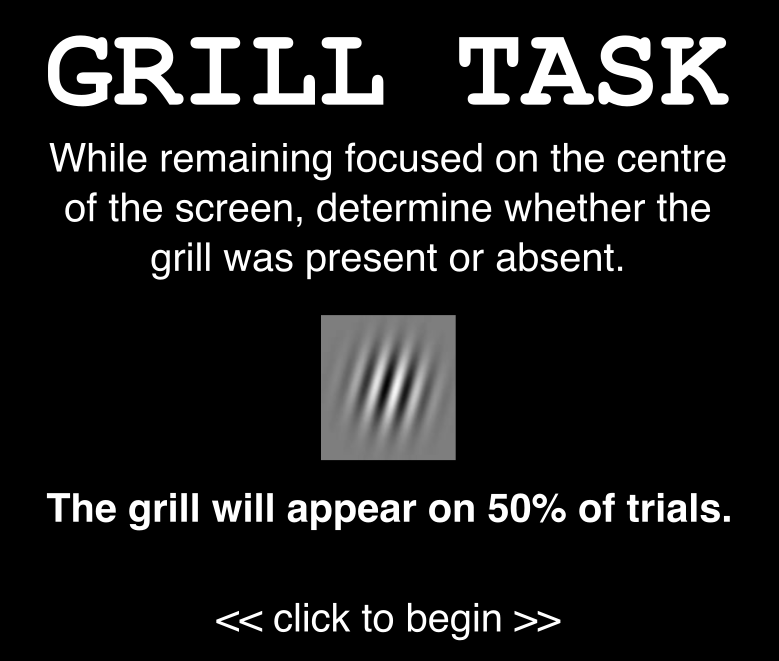 GRILL TASK
While remaining focused on the centre
of the screen, determine whether the
grill was present or absent.
The grill will appear on 50% of trials.
<< click to begin >>